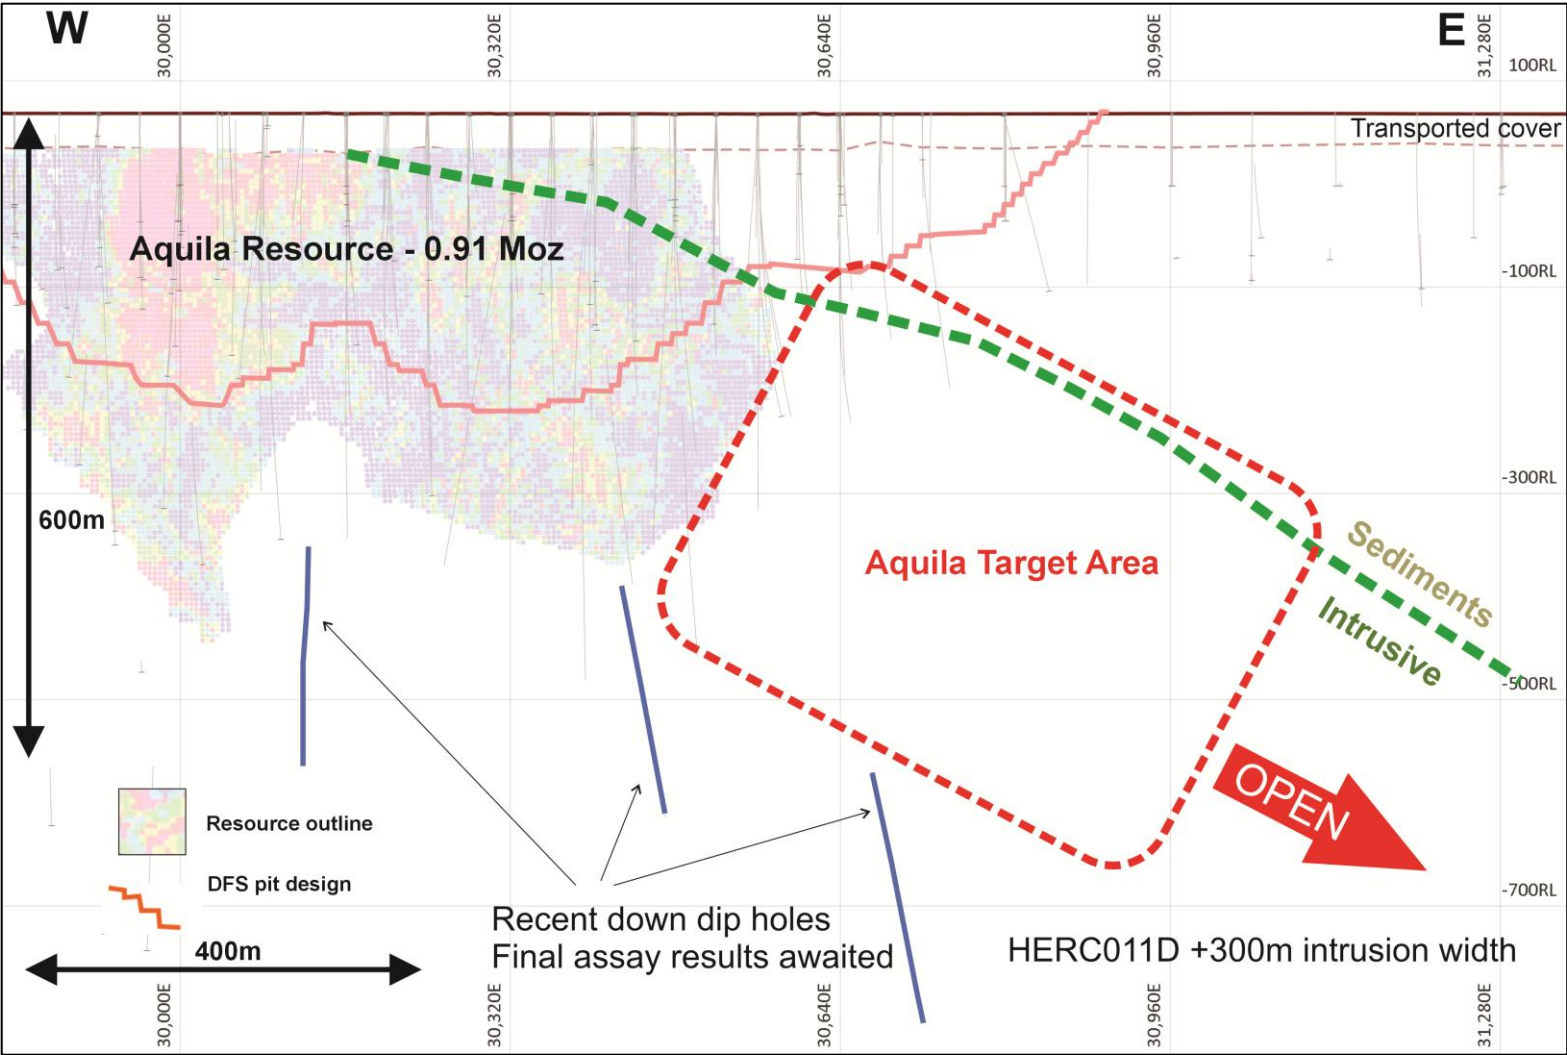 W
E
30,000E
30,320E
30,640E
30,960E
31,280E
100RL
Transported cover
Aquila Resource - 0.91 Moz
-100RL
-300RL
600m
Aquila Target Area
Sediments
Intrusive
-500RL
OPEN
Resource outline
DFS pit design
-700RL
Recent down dip holes
Final assay results awaited
400m
HERC011D +300m intrusion width
30,000E
30,320E
30,640E
30,960E
31,280E